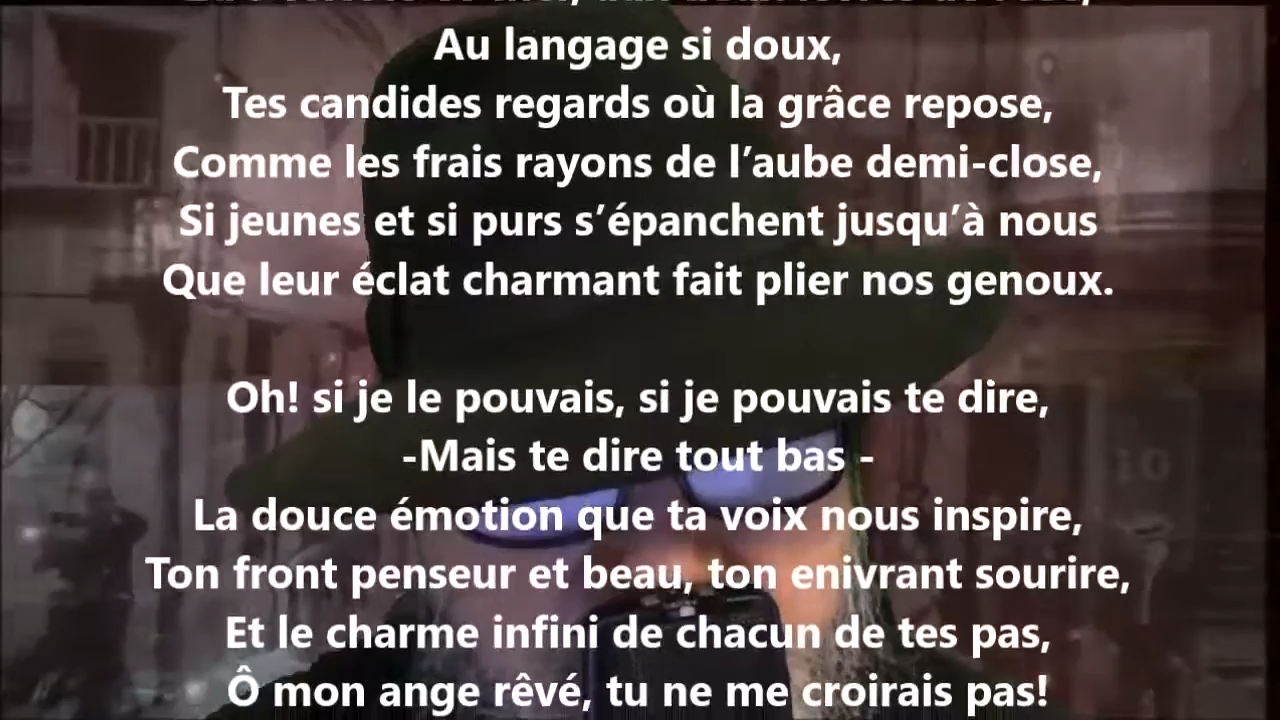 Au langage si doux,
Tes candides regards où la grâce repose,
Comme les frais rayons de l’aube demi-close,
Si jeunes et si purs s’épanchent jusqu’à nous
Que leur éclat charmant fait plier nos genoux.
Oh! si je le pouvais, si je pouvais te dire,
-Mais te dire tout bas -
La douce émotion que ta voix nous inspire,
Ton front penseur et beau, ton enivrant sourire,
Et le charme infini de chacun de tes pas,
Ô mon ange rêvé, tu ne me croirais pas!
10